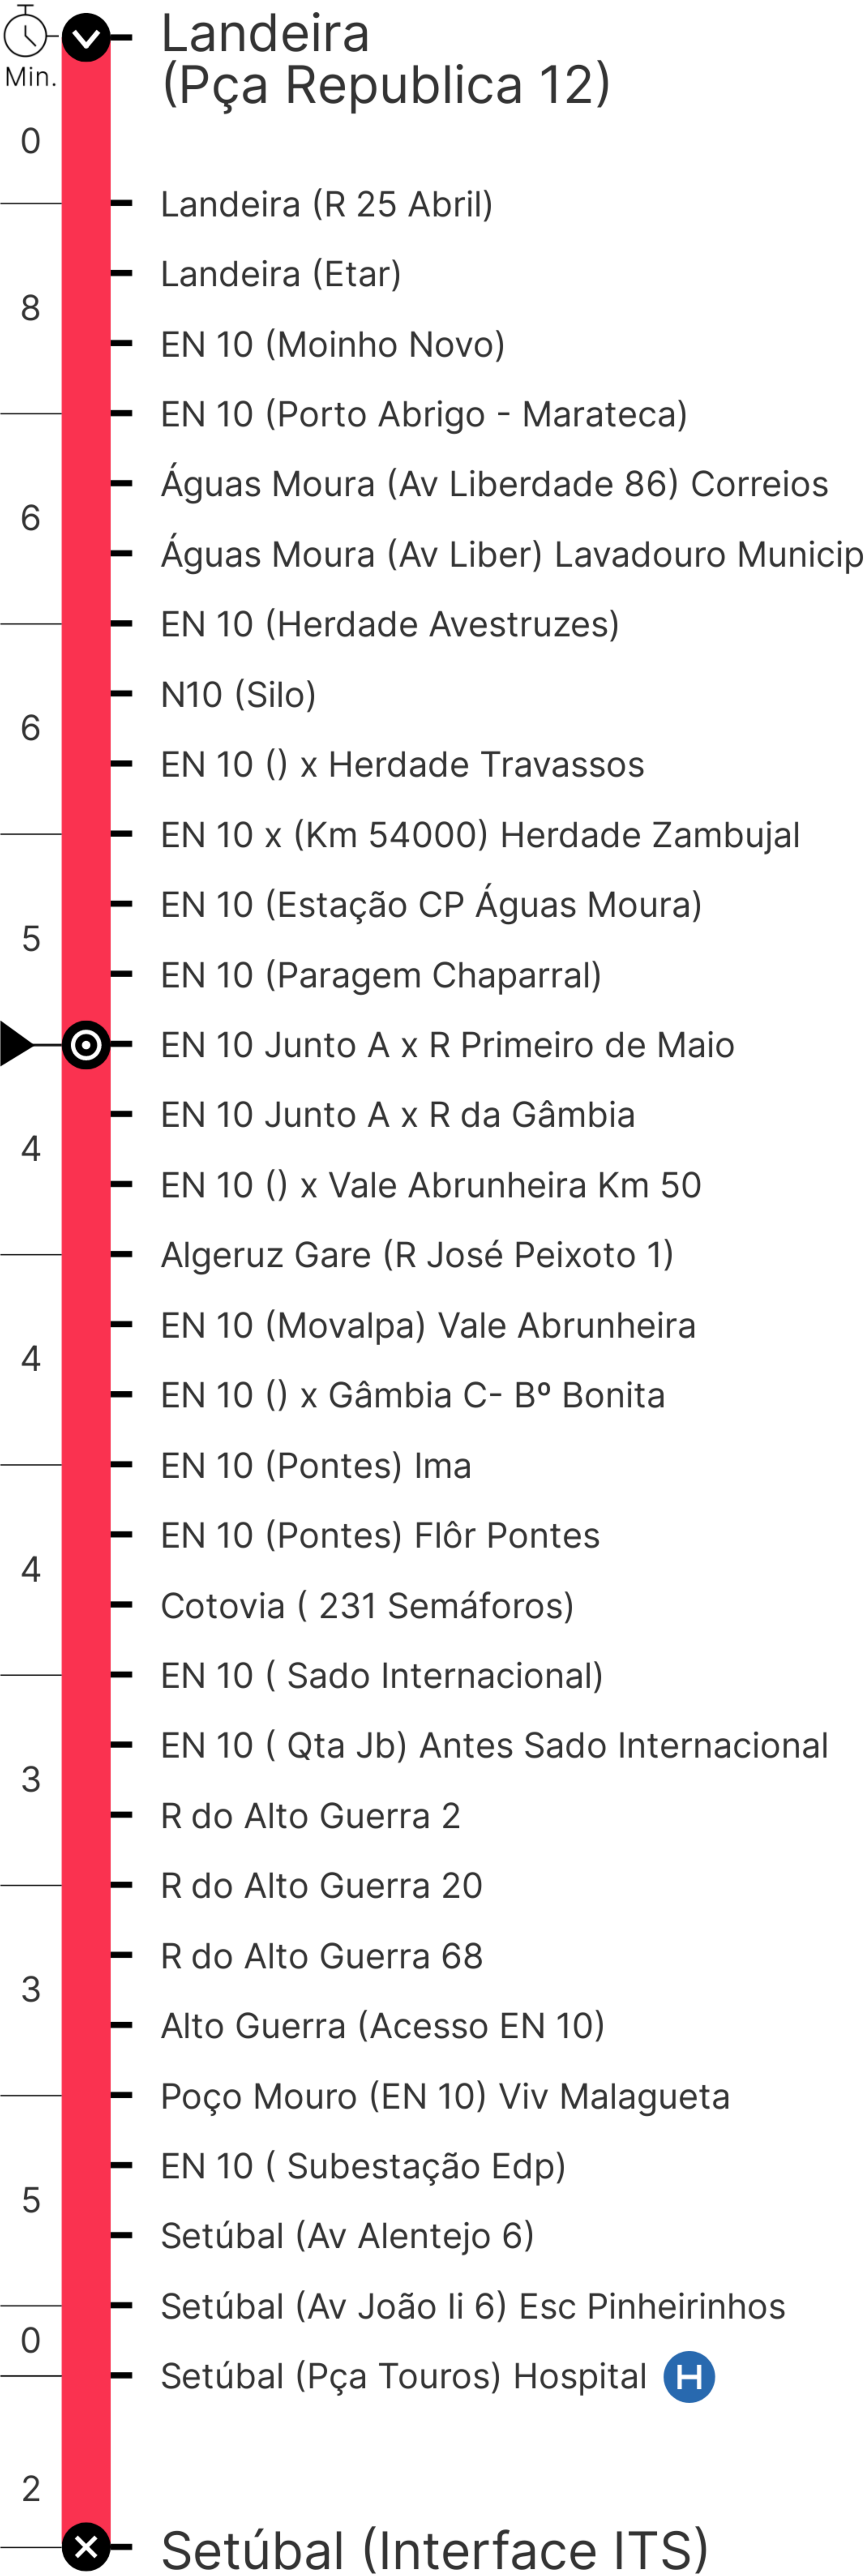 Landeira
(Pça Republica 12)
Min.
0
Landeira (R 25 Abril)
Landeira (Etar)
8
EN 10 (Moinho Novo)
EN 10 (Porto Abrigo - Marateca)
Águas Moura (Av Liberdade 86) Correios
6
Águas Moura (Av Liber) Lavadouro Municip
EN 10 (Herdade Avestruzes)
N10 (Silo)
6
EN 10 () x Herdade Travassos
EN 10 x (Km 54000) Herdade Zambujal
EN 10 (Estação CP Águas Moura)
5
EN 10 (Paragem Chaparral)
EN 10 Junto A x R Primeiro de Maio
EN 10 Junto A x R da Gâmbia
4
EN 10 () x Vale Abrunheira Km 50
Algeruz Gare (R José Peixoto 1)
EN 10 (Movalpa) Vale Abrunheira
4
EN 10 () x Gâmbia C- Bº Bonita
EN 10 (Pontes) Ima
EN 10 (Pontes) Flôr Pontes
4
Cotovia ( 231 Semáforos)
EN 10 ( Sado Internacional)
EN 10 ( Qta Jb) Antes Sado Internacional
3
R do Alto Guerra 2
R do Alto Guerra 20
R do Alto Guerra 68
3
Alto Guerra (Acesso EN 10)
Poço Mouro (EN 10) Viv Malagueta
EN 10 ( Subestação Edp)
5
Setúbal (Av Alentejo 6)
Setúbal (Av João Ii 6) Esc Pinheirinhos
0
Setúbal (Pça Touros) Hospital H
2
Setúbal (Interface ITS)